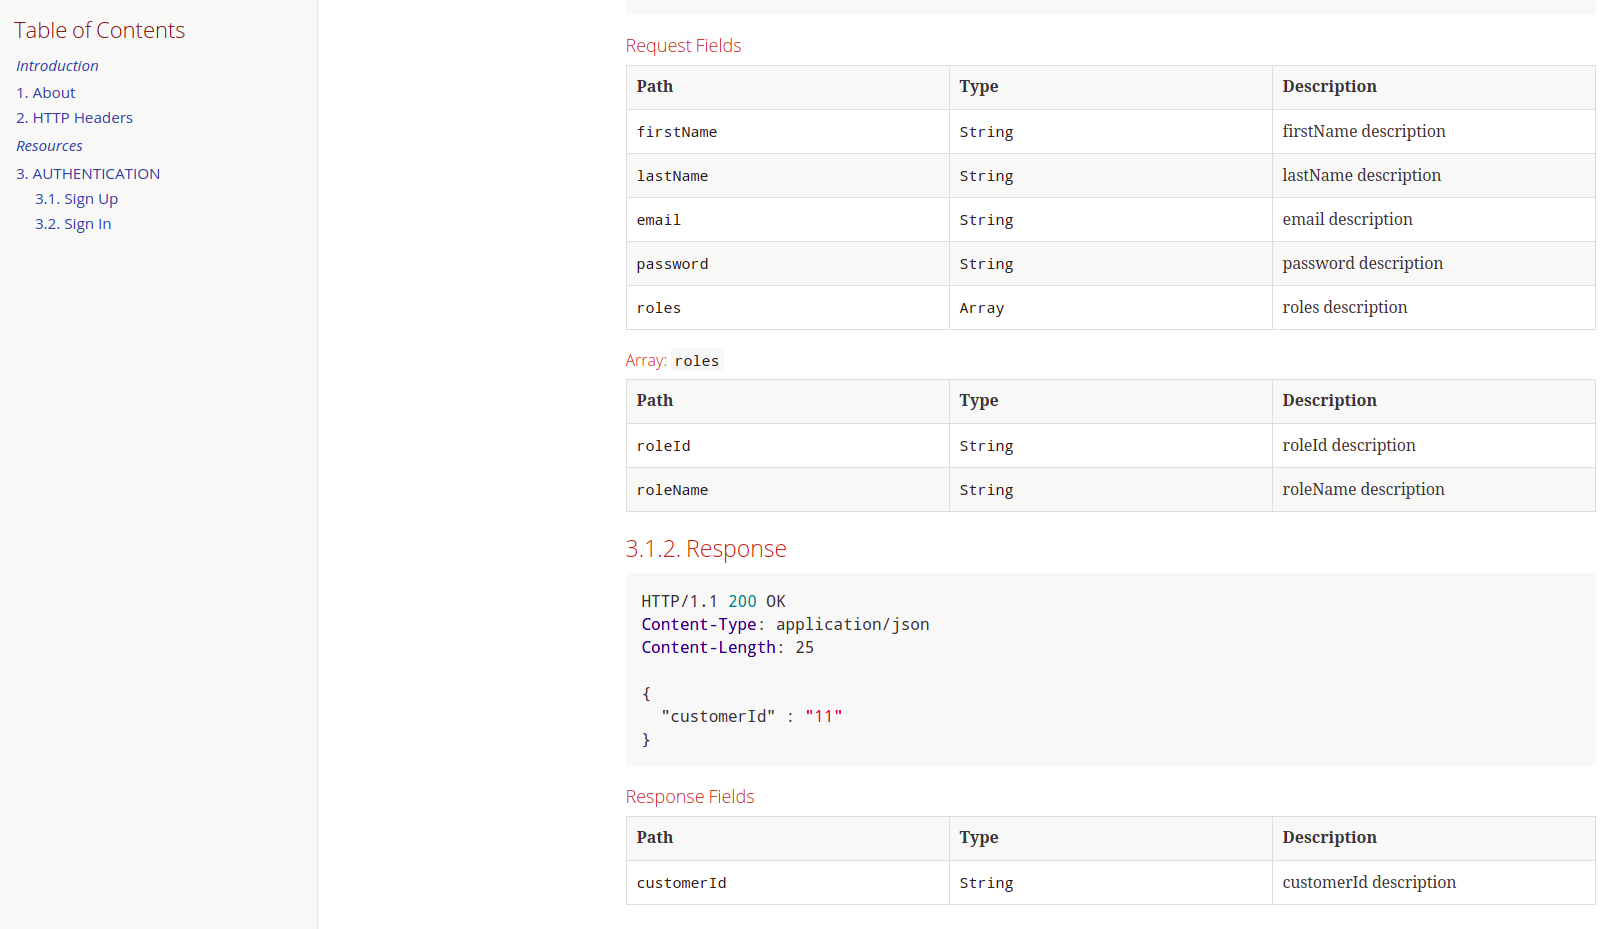 Table of Contents
Introduction
1. About
2. HTTP Headers
Resources
3. AUTHENTICATION
3.1. Sign Up
3.2. Sign In
Request Fields
Path Type Description
firstName String firstName description
lastName String lastName description
email String email description
password String password description
roles Array roles description
Array: roles
Path Type Description
roleId String roleId description
roleName String roleName description
3.1.2. Response
HTTP/1.1 200 OK
Content-Type: application/json
Content-Length: 25
{
"customerId" : "11"
}
Response Fields
Path Type Description
customerId String customerId description